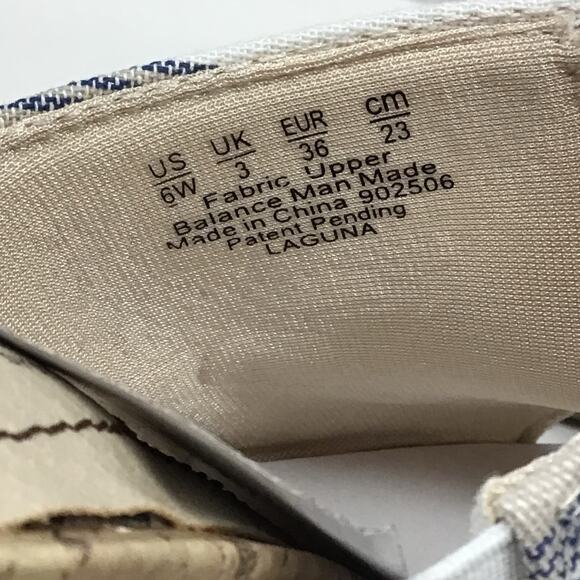 US UK EUR cm
6W 3 36 23
Fabric Upper
Balance Man Made
Made in China 902506
Patent Pending
LAGUNA